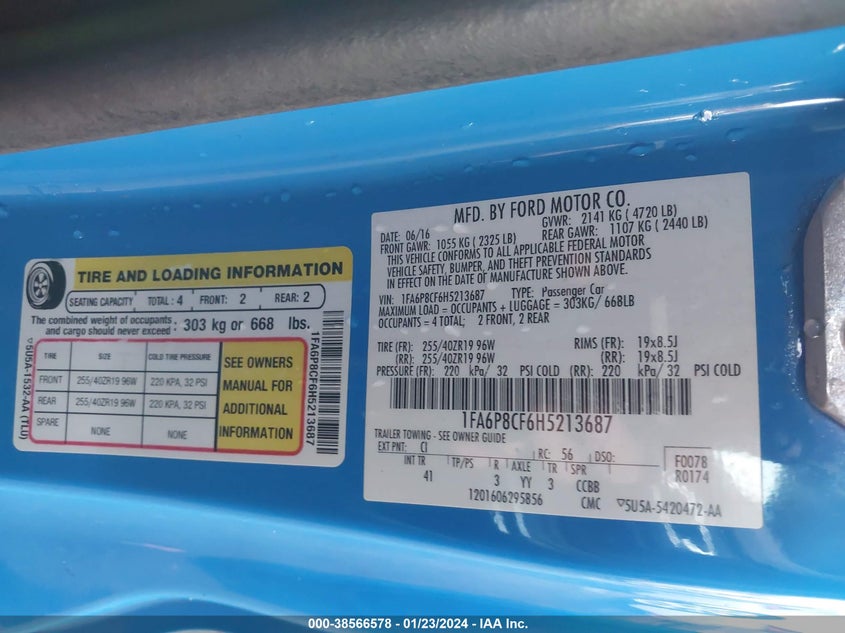 TIRE AND LOADING INFORMATION
SEATING CAPACITY TOTAL : 4 FRONT: 2 REAR: 2
The combined weight of occupants and cargo should never exceed : 303 kg or 668 lbs.
TIRE SIZE COLD TIRE PRESSURE
FRONT 255/40ZR19 96W 220 KPA, 32 PSI
REAR 255/40ZR19 96W 220 KPA, 32 PSI
SPARE NONE NONE
SEE OWNERS
MANUAL FOR
ADDITIONAL
INFORMATION
5U5A-1532-AA (TLU)
1FA6P8CF6H5213687
MFD. BY FORD MOTOR CO.
DATE: 06/16 GVWR: 2141 KG ( 4720 LB)
FRONT GAWR: 1055 KG ( 2325 LB) REAR GAWR: 1107 KG ( 2440 LB)
THIS VEHICLE CONFORMS TO ALL APPLICABLE FEDERAL MOTOR
VEHICLE SAFETY, BUMPER, AND THEFT PREVENTION STANDARDS
IN EFFECT ON THE DATE OF MANUFACTURE SHOWN ABOVE.
VIN: 1FA6P8CF6H5213687 TYPE: Passenger Car
MAXIMUM LOAD = OCCUPANTS + LUGGAGE = 303KG/ 668LB
OCCUPANTS = 4 TOTAL; 2 FRONT, 2 REAR
TIRE (FR): 255/40ZR19 96W RIMS (FR): 19x8.5J
(RR): 255/40ZR19 96W (RR): 19x8.5J
PRESSURE (FR): 220 kPa/ 32 PSI COLD (RR): 220 kPa/ 32 PSI COLD
1FA6P8CF6H5213687
TRAILER TOWING - SEE OWNER GUIDE
EXT PNT: CI RC: 56 DSO:
INT TR TP/PS R AXLE TR SPR
41 3 YY 3 CCBB
1201606295856 CMC
F0078
R0174
5U5A-5420472-AA
000-38566578 / 01/23/2024 / IAA Inc.